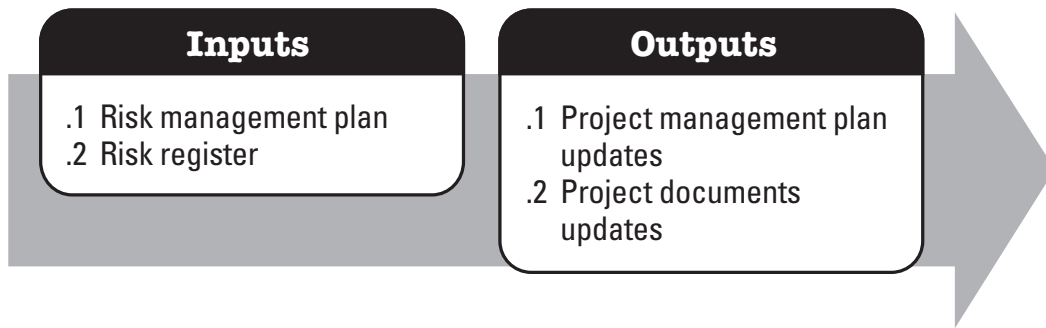 Inputs
.1 Risk management plan
.2 Risk register
Outputs
.1 Project management plan
updates
.2 Project documents
updates